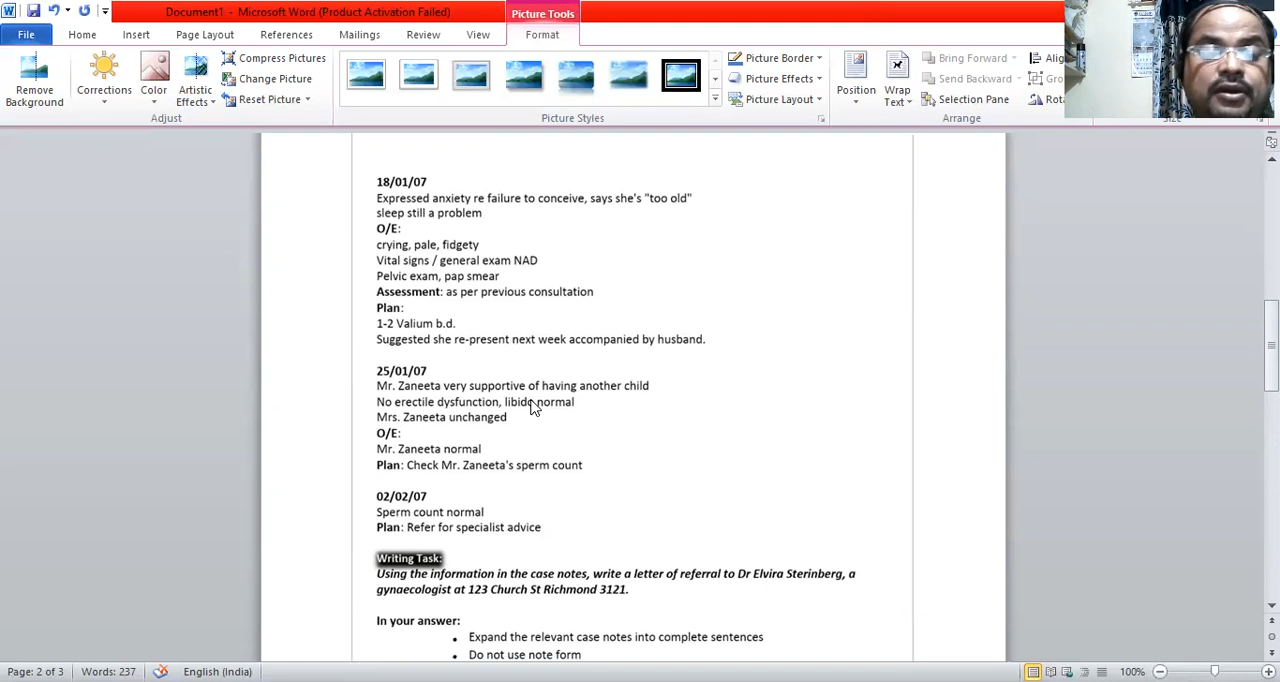 Document1 - Microsoft Word (Product Activation Failed)
Picture Tools
File
Home
Insert
Page Layout
References
Mailings
Review
View
Format
Remove Background
Corrections
Color
Artistic Effects
Compress Pictures
Change Picture
Reset Picture
Adjust
Picture Styles
Picture Border
Picture Effects
Picture Layout
Position
Wrap Text
Bring Forward
Send Backward
Selection Pane
Arrange
18/01/07
Expressed anxiety re failure to conceive, says she's "too old"
sleep still a problem
O/E:
crying, pale, fidgety
Vital signs / general exam NAD
Pelvic exam, pap smear
Assessment: as per previous consultation
Plan:
1-2 Valium b.d.
Suggested she re-present next week accompanied by husband.
25/01/07
Mr. Zaneeta very supportive of having another child
No erectile dysfunction, libido normal
Mrs. Zaneeta unchanged
O/E:
Mr. Zaneeta normal
Plan: Check Mr. Zaneeta's sperm count
02/02/07
Sperm count normal
Plan: Refer for specialist advice
Writing Task:
Using the information in the case notes, write a letter of referral to Dr Elvira Sterinberg, a
gynaecologist at 123 Church St Richmond 3121.
In your answer:
• Expand the relevant case notes into complete sentences
• Do not use note form
Page: 2 of 3
Words: 237
English (India)
100%